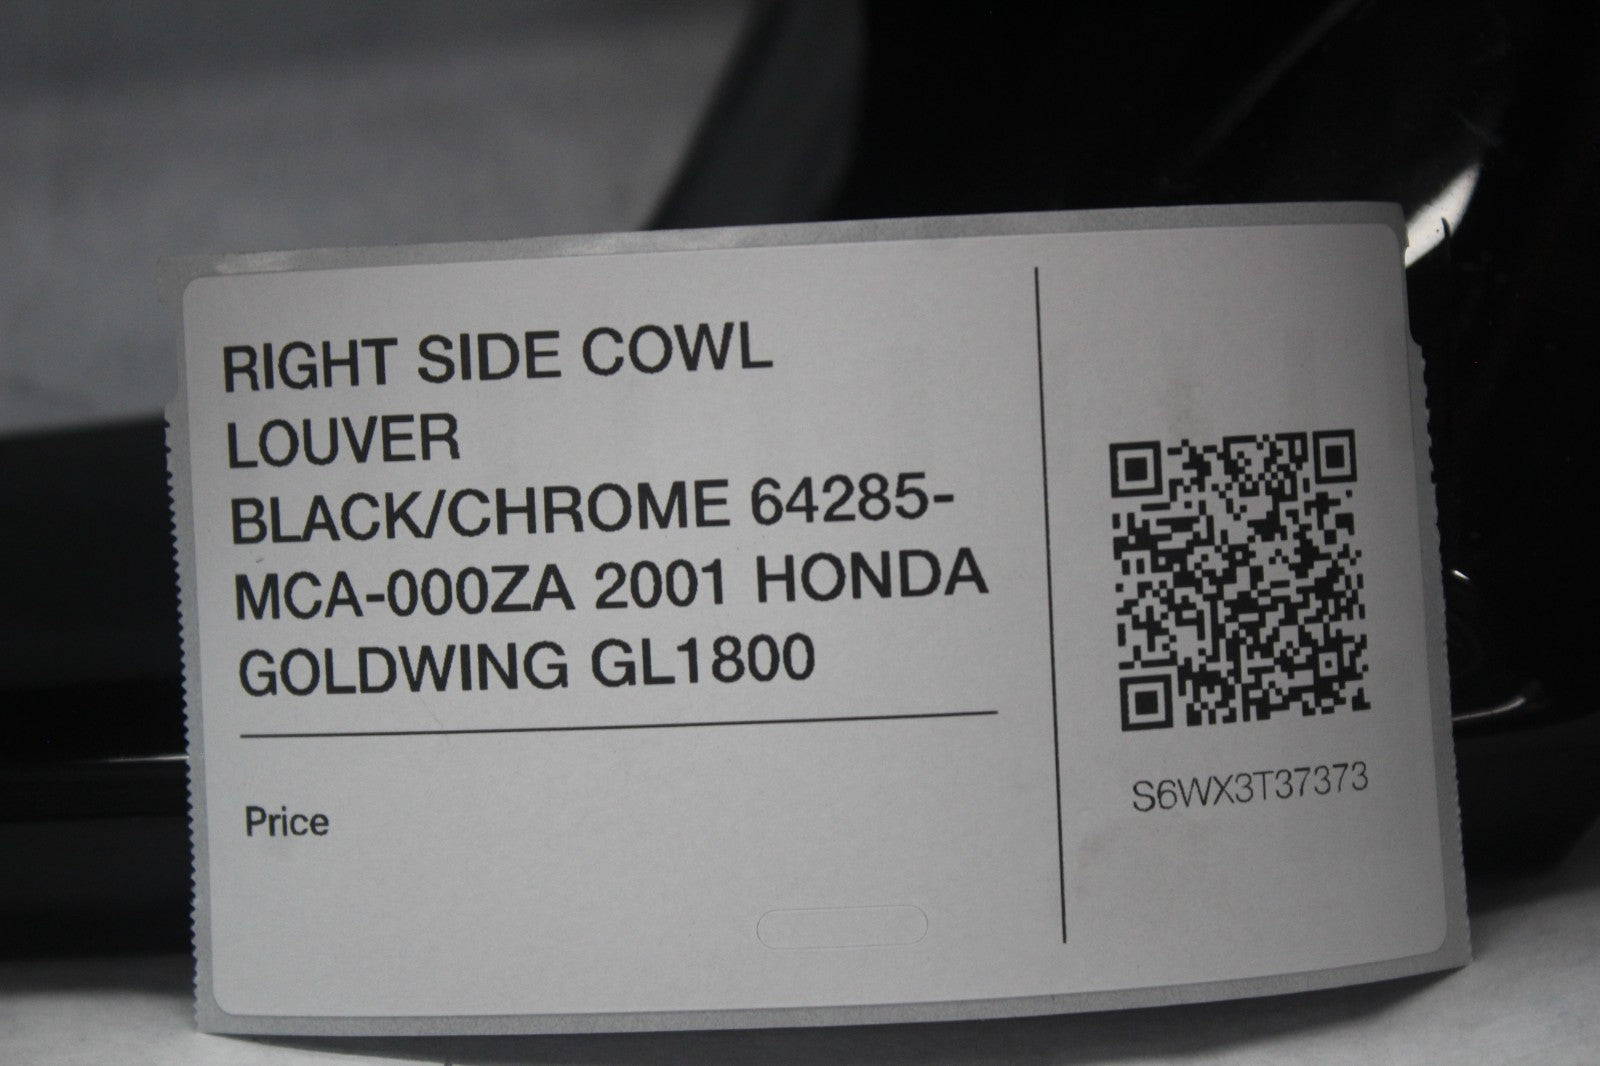 RIGHT SIDE COWL
LOUVER
BLACK/CHROME 64285-
MCA-000ZA 2001 HONDA
GOLDWING GL1800
Price
S6WX3T37373